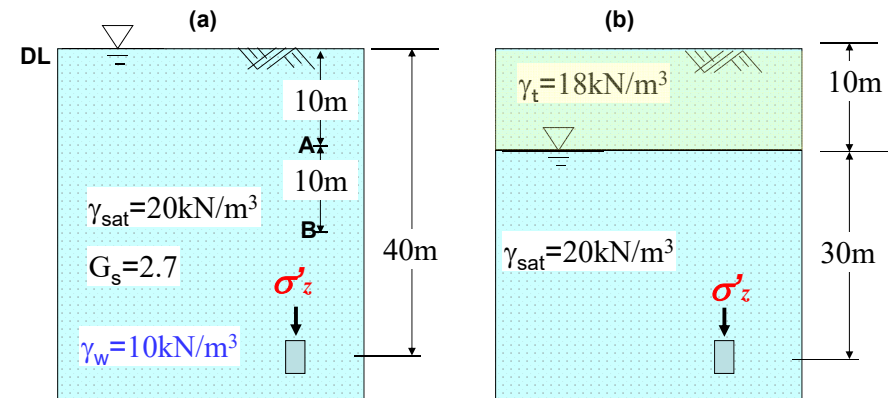 (a)
DL
10m
A
10m
γsat=20kN/m³
B
Gs=2.7
40m
σ'z
γw=10kN/m³
(b)
γt=18kN/m³
10m
γsat=20kN/m³
30m
σ'z